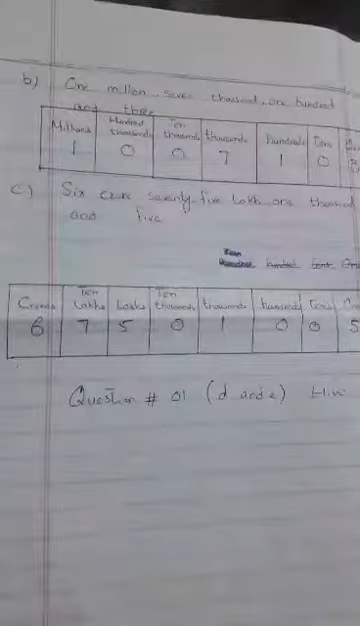 b) One millon seven thousand one hundred
and three
Millions Hundred thousands Ten thousands thousands hundreds Tens
1 0 0 7 1 0 3
c) Six crore seventy-five Lakh one thousand
and five
Crores Ten Lakhs Lakhs Ten thousands thousands hundreds Tens
6 7 5 0 1 0 0 5
Question # 01 (d and e)